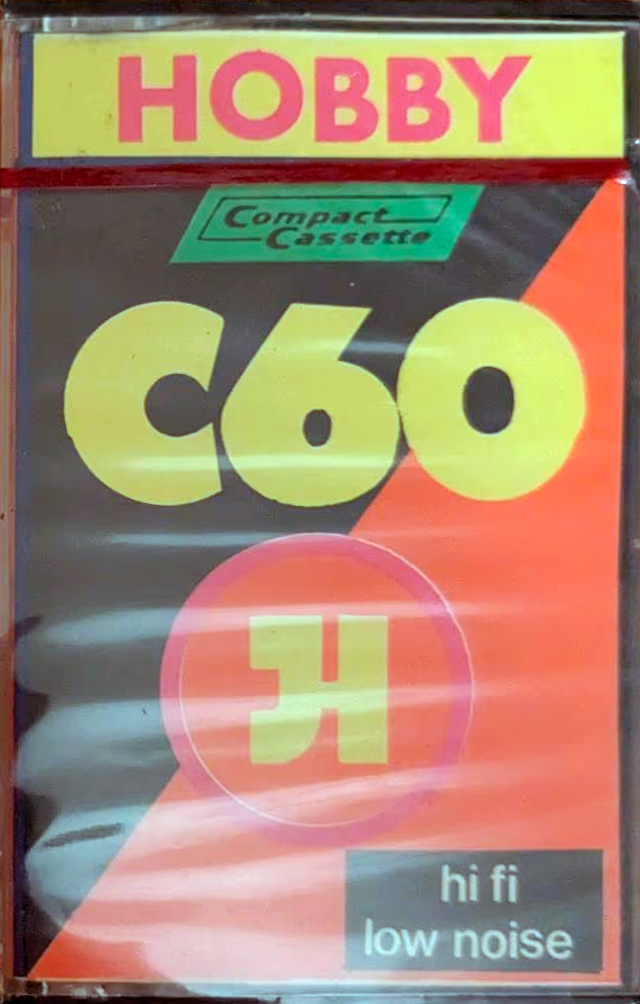 HOBBY
Compact
Cassette
C60
H
hi fi
low noise